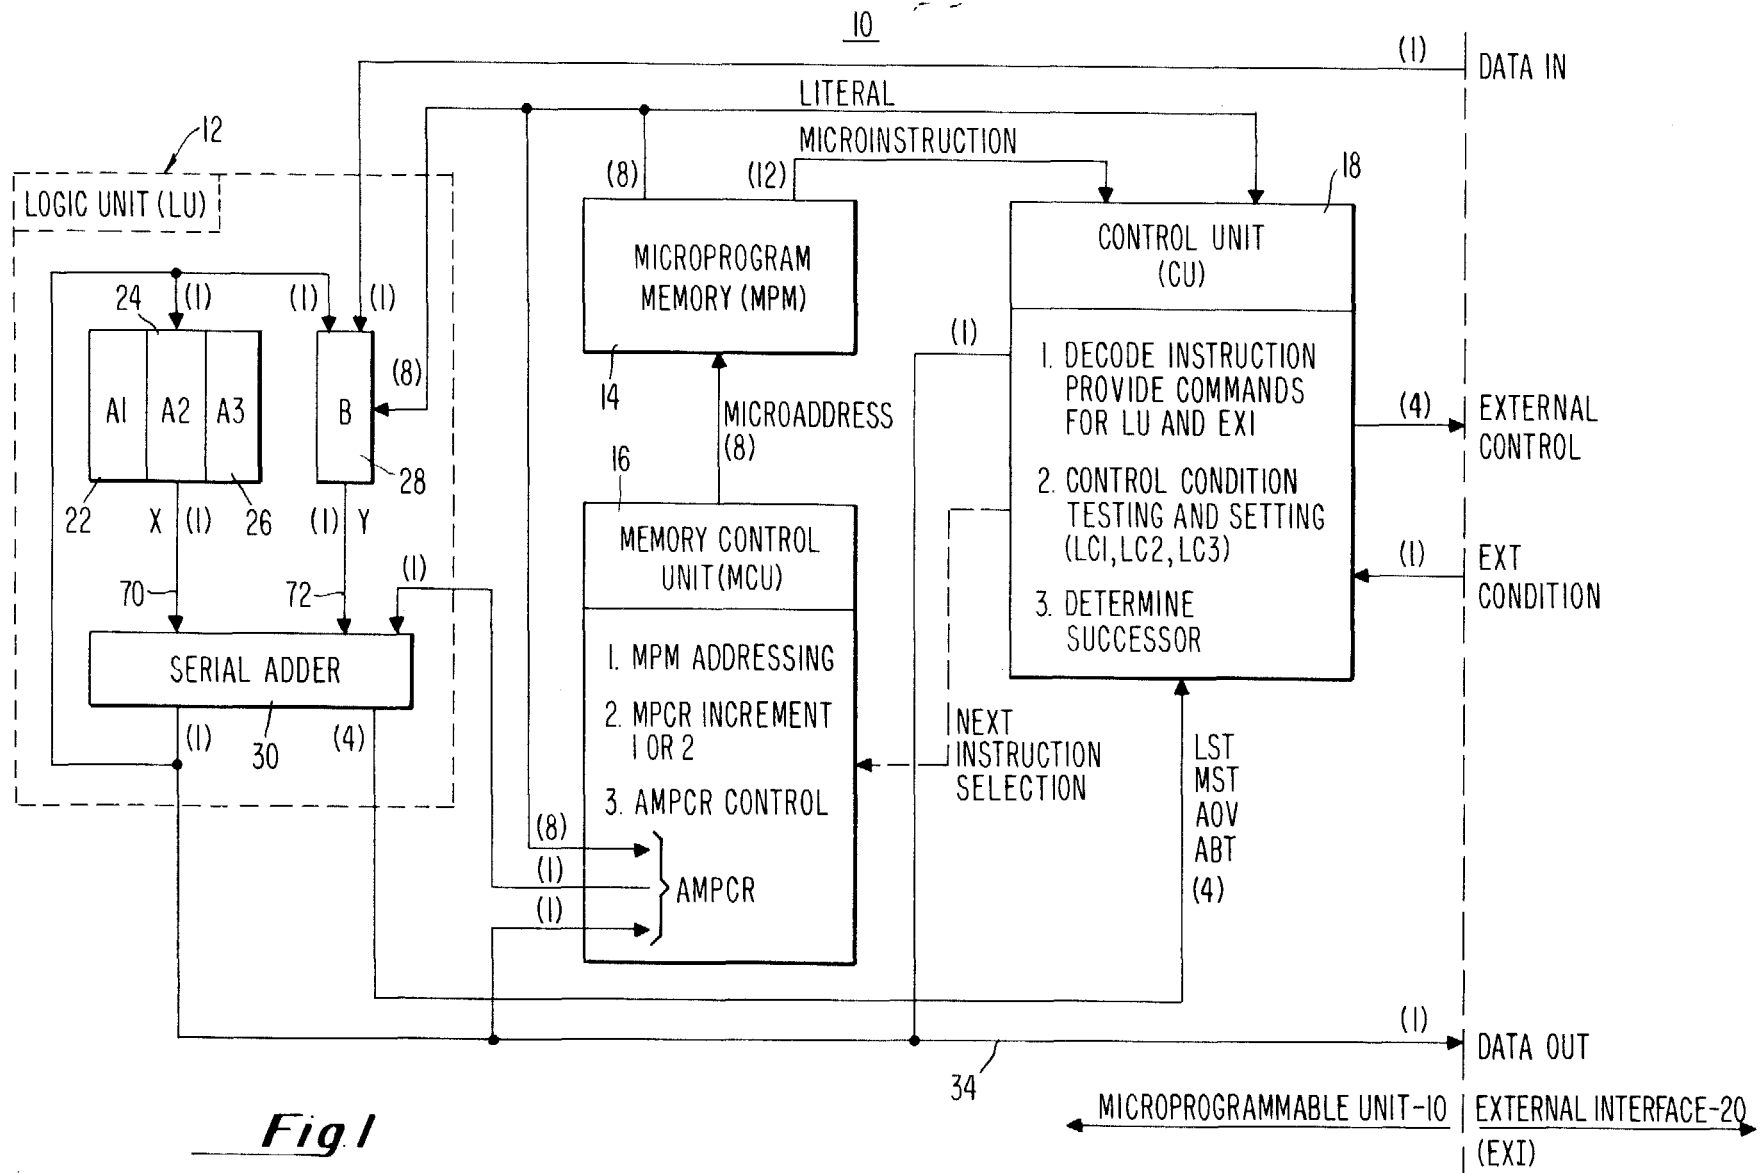 10
(1)
DATA IN
LITERAL
MICROINSTRUCTION
12
LOGIC UNIT (LU)
(8)
(12)
18
24
(1)
(1)
(1)
(8)
A1
A2
A3
B
22
26
28
X
(1)
(1)
Y
70
72
(1)
SERIAL ADDER
(1)
30
(4)
MICROPROGRAM
MEMORY (MPM)
14
MICROADDRESS
(8)
16
MEMORY CONTROL
UNIT (MCU)
1. MPM ADDRESSING
2. MPCR INCREMENT
1 OR 2
3. AMPCR CONTROL
(8)
(1)
(1)
AMPCR
CONTROL UNIT
(CU)
(1)
1. DECODE INSTRUCTION
PROVIDE COMMANDS
FOR LU AND EXI
2. CONTROL CONDITION
TESTING AND SETTING
(LC1, LC2, LC3)
3. DETERMINE
SUCCESSOR
NEXT
INSTRUCTION
SELECTION
LST
MST
AOV
ABT
(4)
(4)
EXTERNAL
CONTROL
(1)
EXT
CONDITION
(1)
DATA OUT
34
MICROPROGRAMMABLE UNIT-10
EXTERNAL INTERFACE-20
(EXI)
Fig. 1